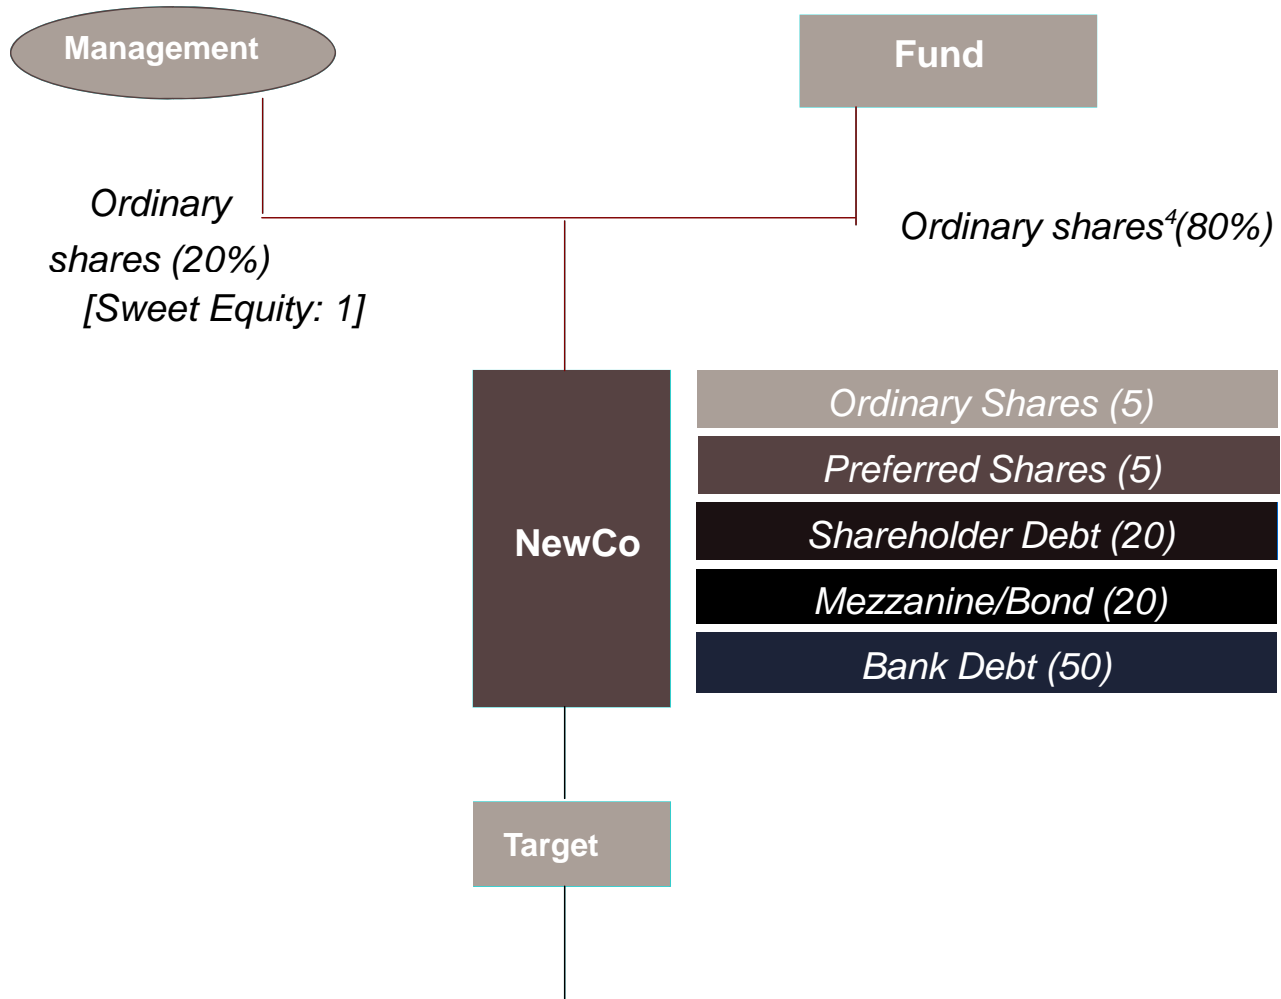 Management
Fund
Ordinary
shares (20%)
[Sweet Equity: 1]
Ordinary shares⁴(80%)
Ordinary Shares (5)
Preferred Shares (5)
NewCo
Shareholder Debt (20)
Mezzanine/Bond (20)
Bank Debt (50)
Target